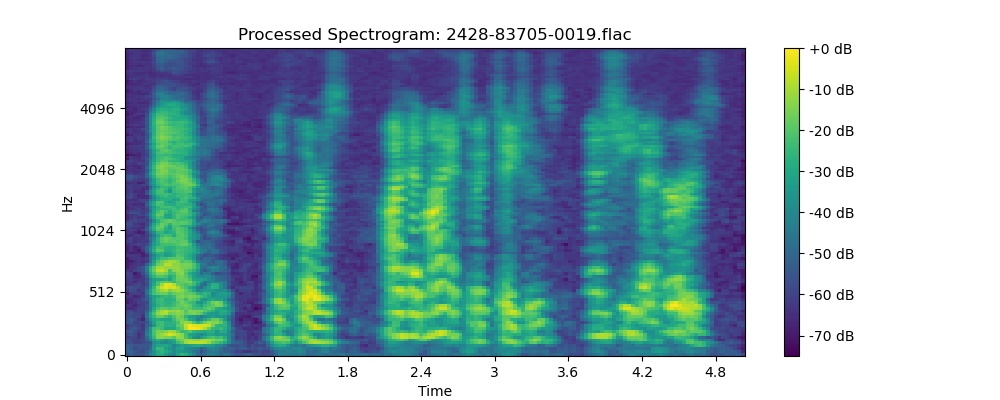 Processed Spectrogram: 2428-83705-0019.flac
+0 dB
-10 dB
-20 dB
-30 dB
-40 dB
-50 dB
-60 dB
-70 dB
4096
2048
1024
512
0
Hz
0 0.6 1.2 1.8 2.4 3 3.6 4.2 4.8
Time